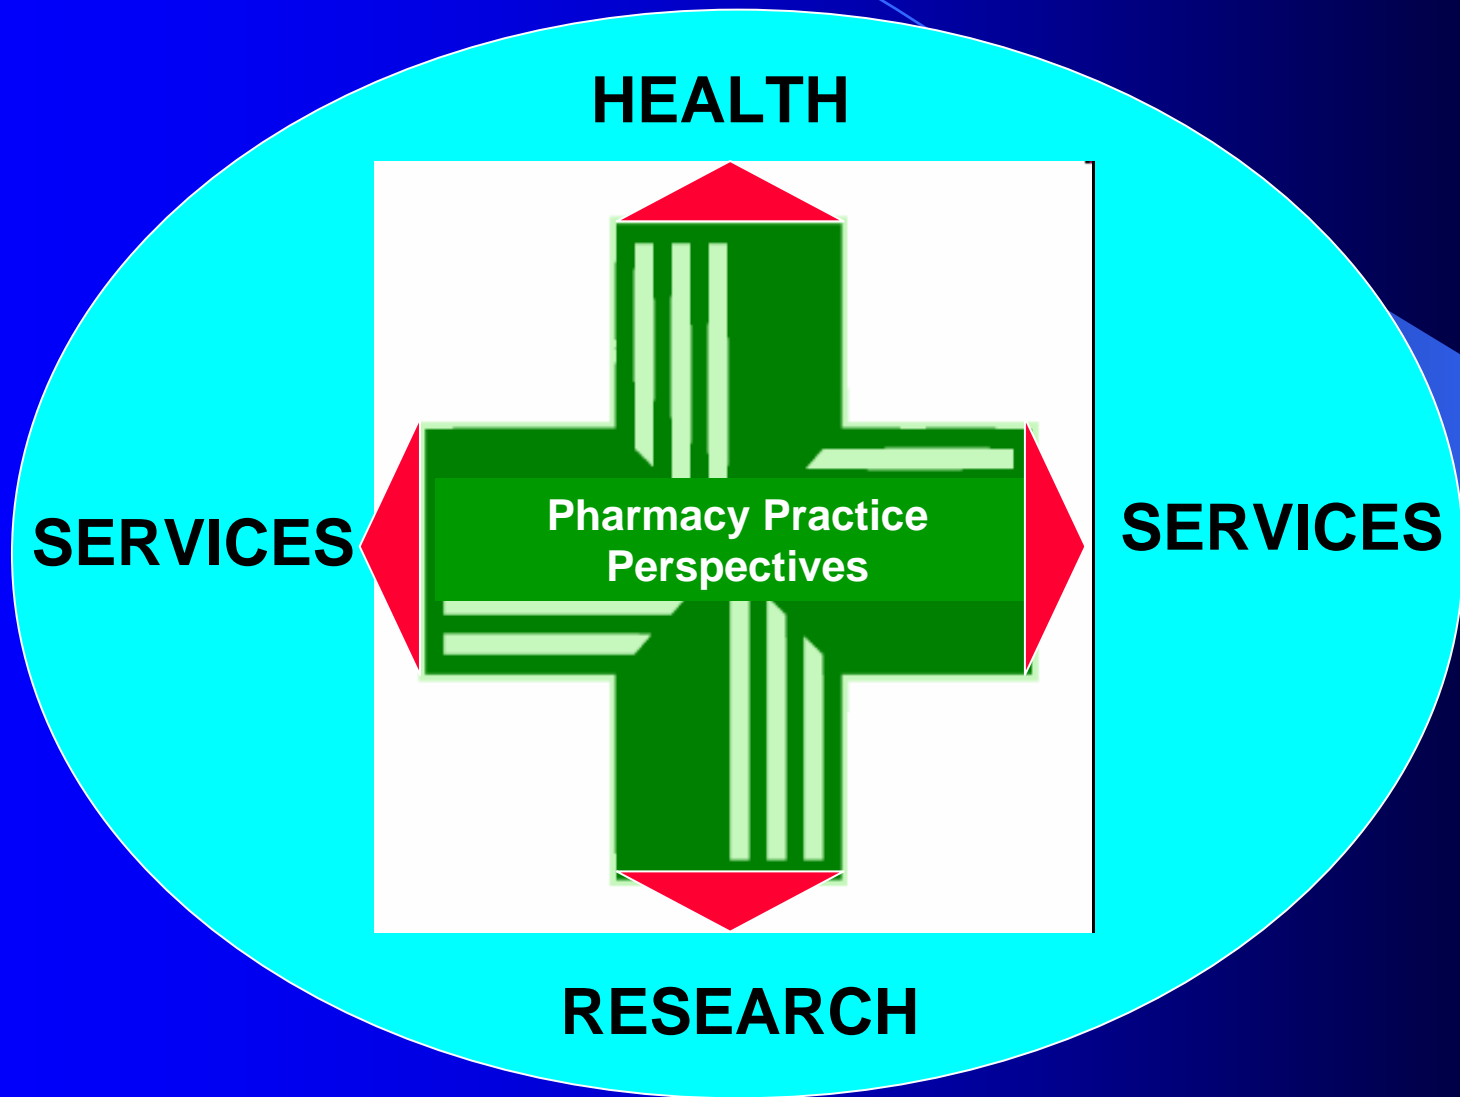 HEALTH
SERVICES
Pharmacy Practice
Perspectives
SERVICES
RESEARCH